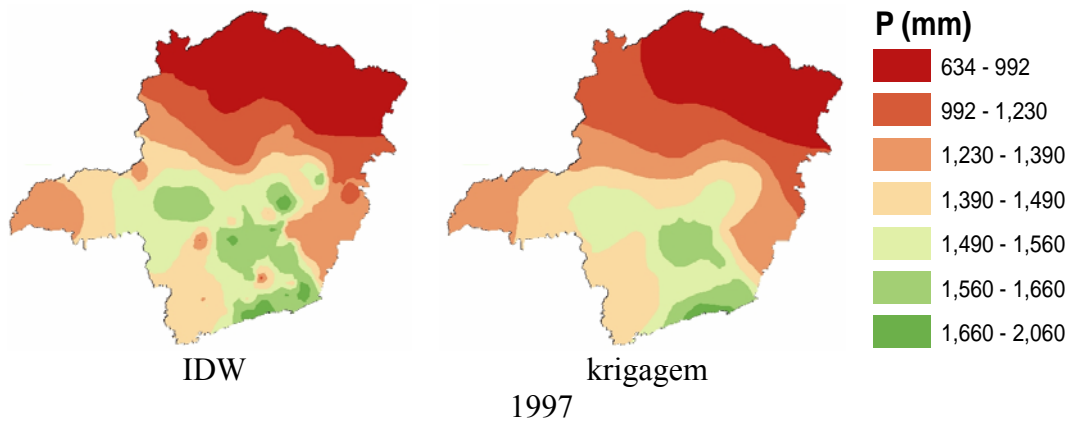 P (mm)
634 - 992
992 - 1,230
1,230 - 1,390
1,390 - 1,490
1,490 - 1,560
1,560 - 1,660
1,660 - 2,060
IDW
krigagem
1997